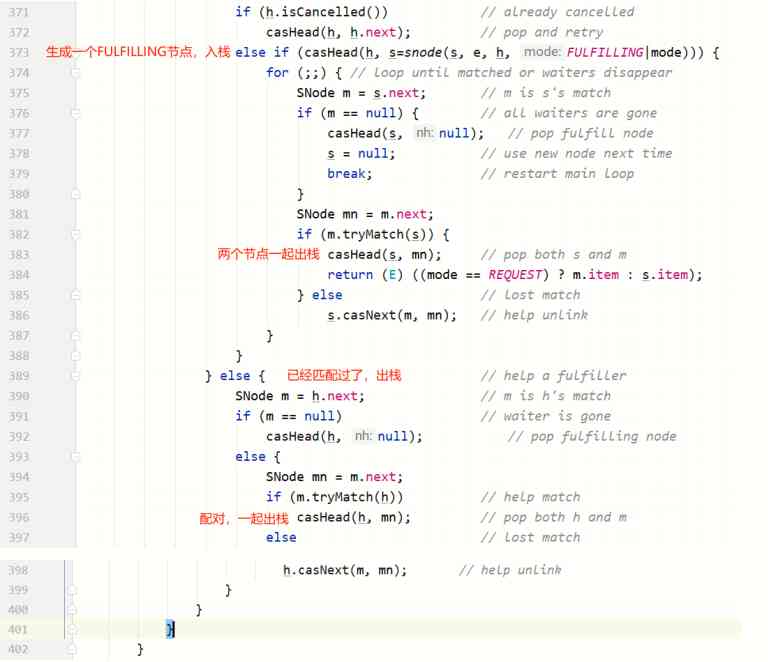 371 if (h.isCancelled()) // already cancelled
372 casHead(h, h.next); // pop and retry
373 生成一个FULFILLING节点，入栈 else if (casHead(h, s=snode(s, e, h, mode: FULFILLING|mode))) {
374 for (;;) { // loop until matched or waiters disappear
375 SNode m = s.next; // m is s's match
376 if (m == null) { // all waiters are gone
377 casHead(s, nh: null); // pop fulfill node
378 s = null; // use new node next time
379 break; // restart main loop
380 }
381 SNode mn = m.next;
382 if (m.tryMatch(s)) {
383 两个节点一起出栈 casHead(s, mn); // pop both s and m
384 return (E) ((mode == REQUEST) ? m.item : s.item);
385 } else // lost match
386 s.casNext(m, mn); // help unlink
387 }
388 }
389 } else { 已经匹配过了，出栈 // help a fulfiller
390 SNode m = h.next; // m is h's match
391 if (m == null) // waiter is gone
392 casHead(h, nh: null); // pop fulfilling node
393 else {
394 SNode mn = m.next;
395 if (m.tryMatch(h)) // help match
396 配对，一起出栈 casHead(h, mn); // pop both h and m
397 else // lost match
398 h.casNext(m, mn); // help unlink
399 }
400 }
401 }
402 }